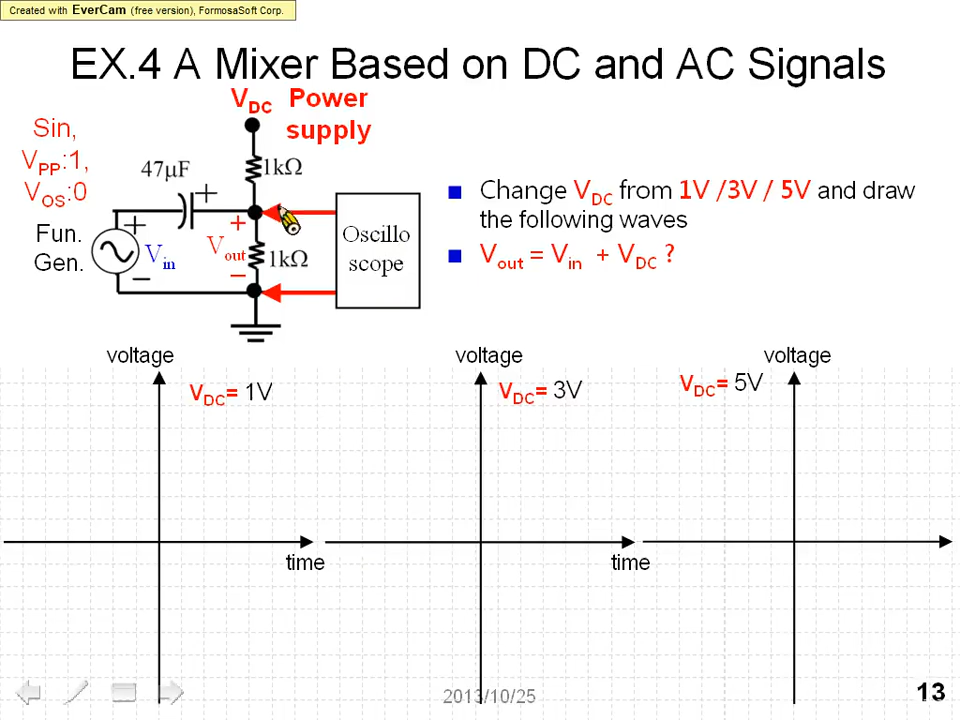 Created with EverCam (free version), FormosaSoft Corp.
EX.4 A Mixer Based on DC and AC Signals
VDC Power
supply
Sin,
VPP:1,
VOS:0
47μF
1kΩ
Fun.
Gen.
+
+
+
Vin
Vout
−
−
1kΩ
Oscillo
scope
■ Change VDC from 1V /3V / 5V and draw
the following waves
■ Vout = Vin + VDC ?
voltage
voltage
voltage
VDC= 1V
VDC= 3V
VDC= 5V
time
time
2013/10/25
13